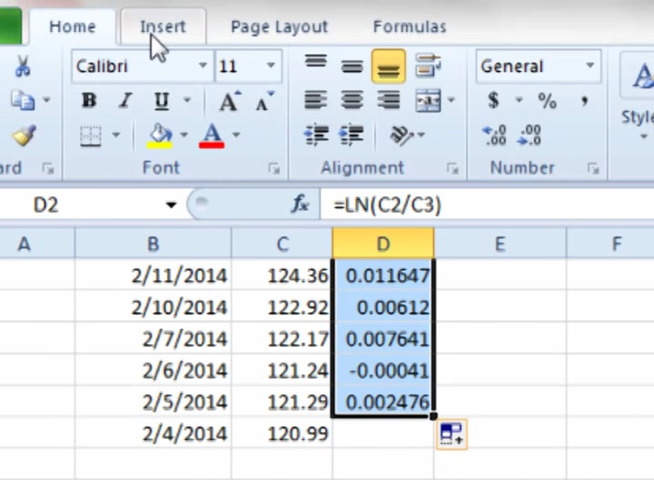 Home Insert Page Layout Formulas
Calibri 11 General
B I U A A A $ % ,
.00 .00
Style
ard Font Alignment Number
D2 fx =LN(C2/C3)
A B C D E F
2/11/2014 124.36 0.011647
2/10/2014 122.92 0.00612
2/7/2014 122.17 0.007641
2/6/2014 121.24 -0.00041
2/5/2014 121.29 0.002476
2/4/2014 120.99